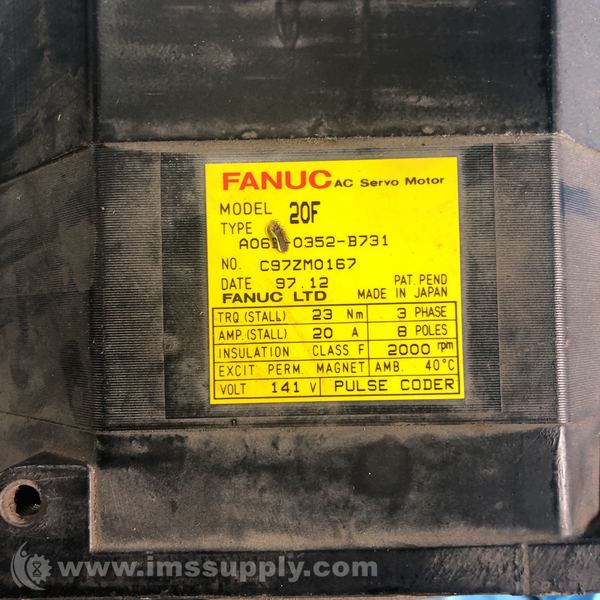 FANUC AC Servo Motor
MODEL 20F
TYPE
0352-B731
NO. C97ZM0167
DATE 97.12 PAT. PEND
FANUC LTD MADE IN JAPAN
TRQ.(STALL) 23 Nm 3 PHASE
AMP.(STALL) 20 A 8 POLES
INSULATION CLASS F 2000 rpm
EXCIT. PERM. MAGNET AMB. 40°C
VOLT 141 V PULSE CODER
www.imssupply.com